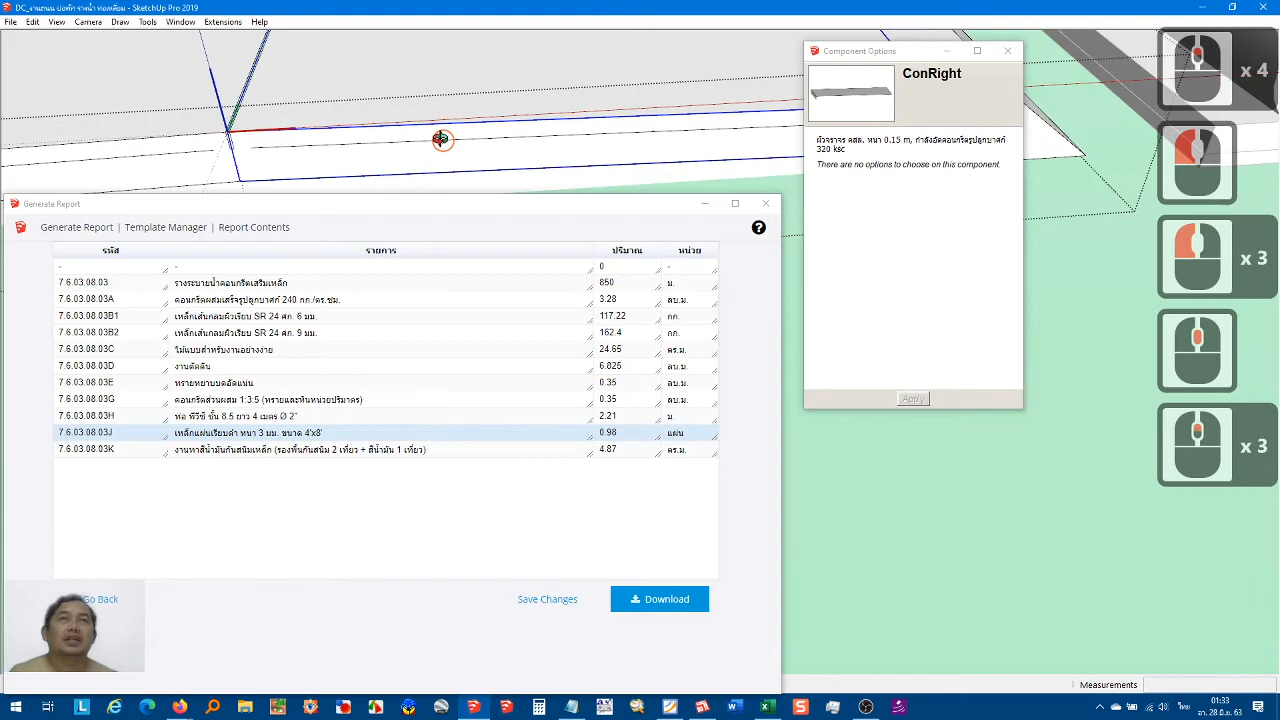 DC_งานถนน บ่อพัก รางน้ำ ท่อเหลี่ยม - SketchUp Pro 2019
File Edit View Camera Draw Tools Window Extensions Help
Component Options
ConRight
ผิวจราจร คสล. หนา 0.15 m, กำลังอัดคอนกรีตรูปลูกบาศก์
320 ksc
There are no options to choose on this component.
Apply
x 4
x 3
x 3
Generate Report
Generate Report | Template Manager | Report Contents
รหัส รายการ ปริมาณ หน่วย
- - 0 -
7.6.03.08.03 รางระบายน้ำคอนกรีตเสริมเหล็ก 850 ม.
7.6.03.08.03A คอนกรีตผสมเสร็จรูปลูกบาศก์ 240 กก./ตร.ซม. 3.28 ลบ.ม.
7.6.03.08.03B1 เหล็กเส้นกลมผิวเรียบ SR 24 ศก. 6 มม. 117.22 กก.
7.6.03.08.03B2 เหล็กเส้นกลมผิวเรียบ SR 24 ศก. 9 มม. 162.4 กก.
7.6.03.08.03C ไม้แบบสำหรับงานอย่างง่าย 24.65 ตร.ม.
7.6.03.08.03D งานตัดดิน 6.825 ลบ.ม.
7.6.03.08.03E ทรายหยาบบดอัดแน่น 0.35 ลบ.ม.
7.6.03.08.03G คอนกรีตส่วนผสม 1:3:5 (ทรายและหินหน่วยปริมาตร) 0.35 ลบ.ม.
7.6.03.08.03H ท่อ พีวีซี ชั้น 8.5 ยาว 4 เมตร Ø 2" 2.21 ม.
7.6.03.08.03J เหล็กแผ่นเรียบดำ หนา 3 มม. ขนาด 4'x8' 0.98 แผ่น
7.6.03.08.03K งานทาสีน้ำมันกันสนิมเหล็ก (รองพื้นกันสนิม 2 เที่ยว + สีน้ำมัน 1 เที่ยว) 4.87 ตร.ม.
Go Back Save Changes Download
Measurements
ไทย
01:33
อา. 28 มิ.ย. 63